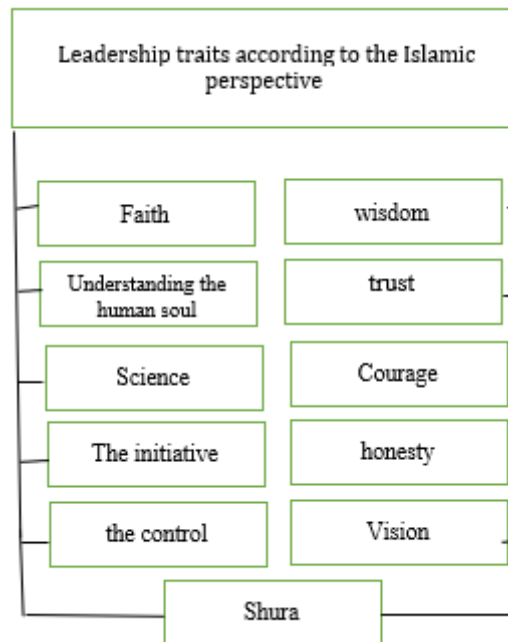 Leadership traits according to the Islamic
perspective
Faith
wisdom
Understanding the
human soul
trust
Science
Courage
The initiative
honesty
the control
Vision
Shura